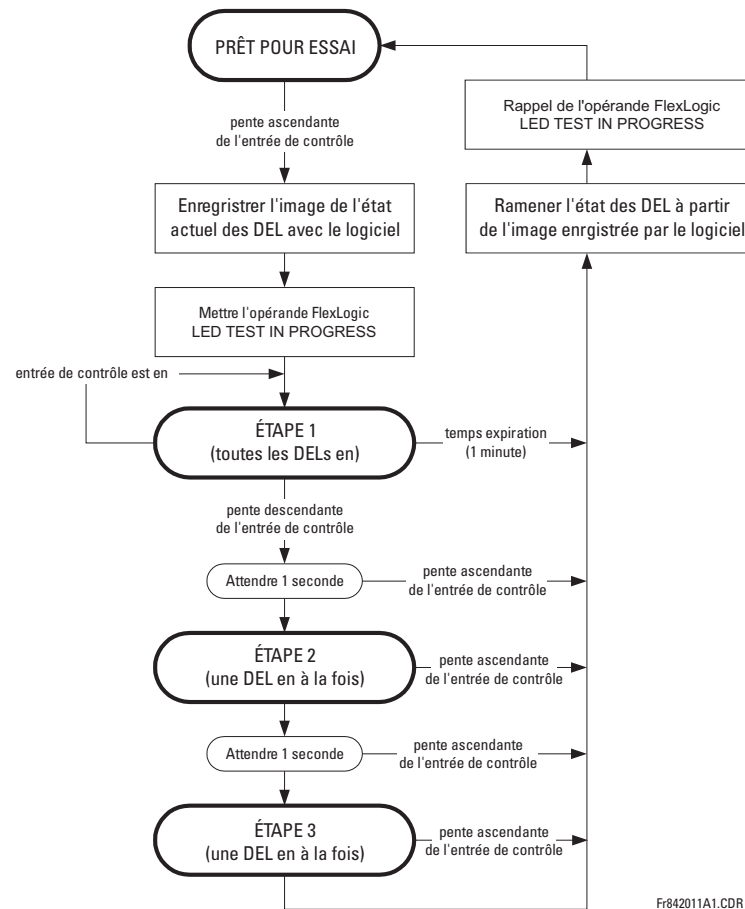 PRÊT POUR ESSAI
pente ascendante
de l'entrée de contrôle
Enregistrer l'image de l'état
actuel des DEL avec le logiciel
Mettre l'opérande FlexLogic
LED TEST IN PROGRESS
entrée de contrôle est en
ÉTAPE 1
(toutes les DELs en)
temps expiration
(1 minute)
pente descendante
de l'entrée de contrôle
Attendre 1 seconde
pente ascendante
de l'entrée de contrôle
ÉTAPE 2
(une DEL en à la fois)
pente ascendante
de l'entrée de contrôle
Attendre 1 seconde
pente ascendante
de l'entrée de contrôle
ÉTAPE 3
(une DEL en à la fois)
pente ascendante
de l'entrée de contrôle
Ramener l'état des DEL à partir
de l'image enrgistrée par le logiciel
Rappel de l'opérande FlexLogic
LED TEST IN PROGRESS
Fr842011A1.CDR